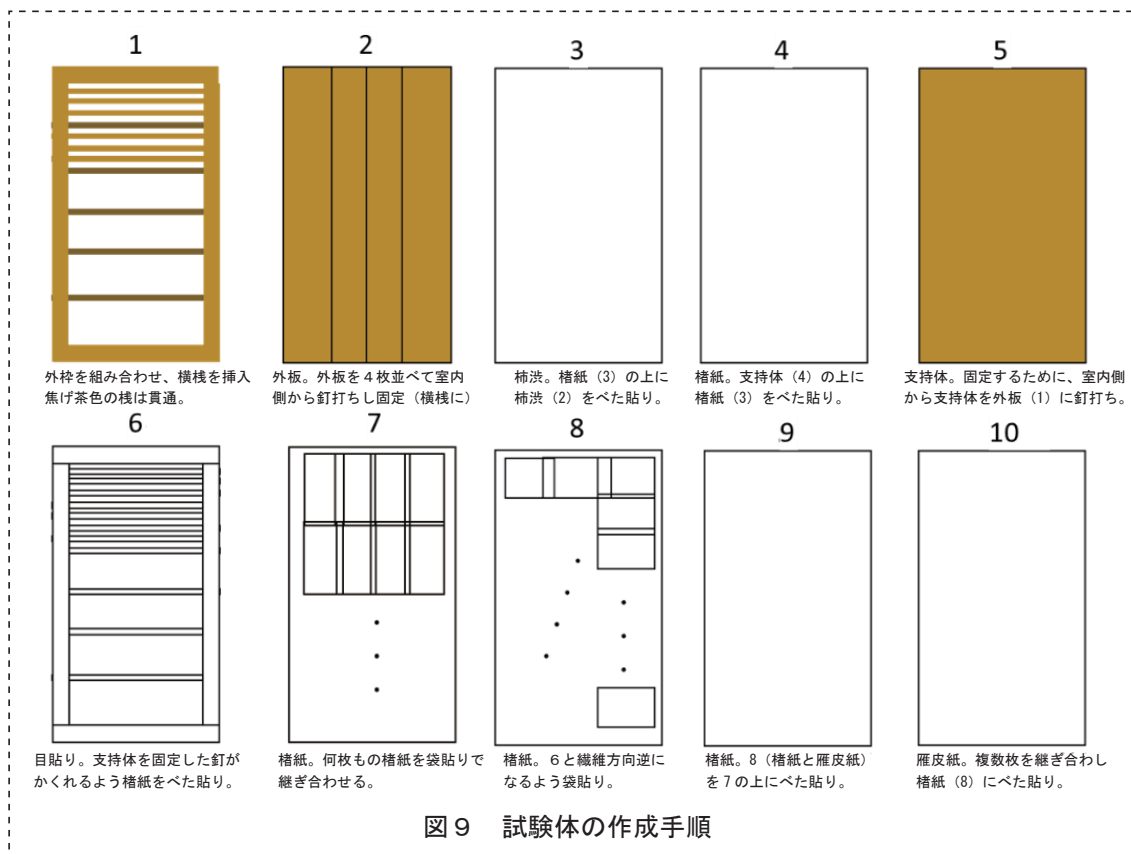 1
2
3
4
5
外枠を組み合わせ、横桟を挿入
焦げ茶色の桟は貫通。
外板。外板を４枚並べて室内
側から釘打ちし固定（横桟に）
柿渋。楮紙（3）の上に
柿渋（2）をべた貼り。
楮紙。支持体（4）の上に
楮紙（3）をべた貼り。
支持体。固定するために、室内側
から支持体を外板（1）に釘打ち。
6
7
8
9
10
目貼り。支持体を固定した釘が
かくれるよう楮紙をべた貼り。
楮紙。何枚もの楮紙を袋貼りで
継ぎ合わせる。
楮紙。６と繊維方向逆に
なるよう袋貼り。
楮紙。8（楮紙と雁皮紙）
を７の上にべた貼り。
雁皮紙。複数枚を継ぎ合わし
楮紙（8）にべた貼り。
図９　試験体の作成手順